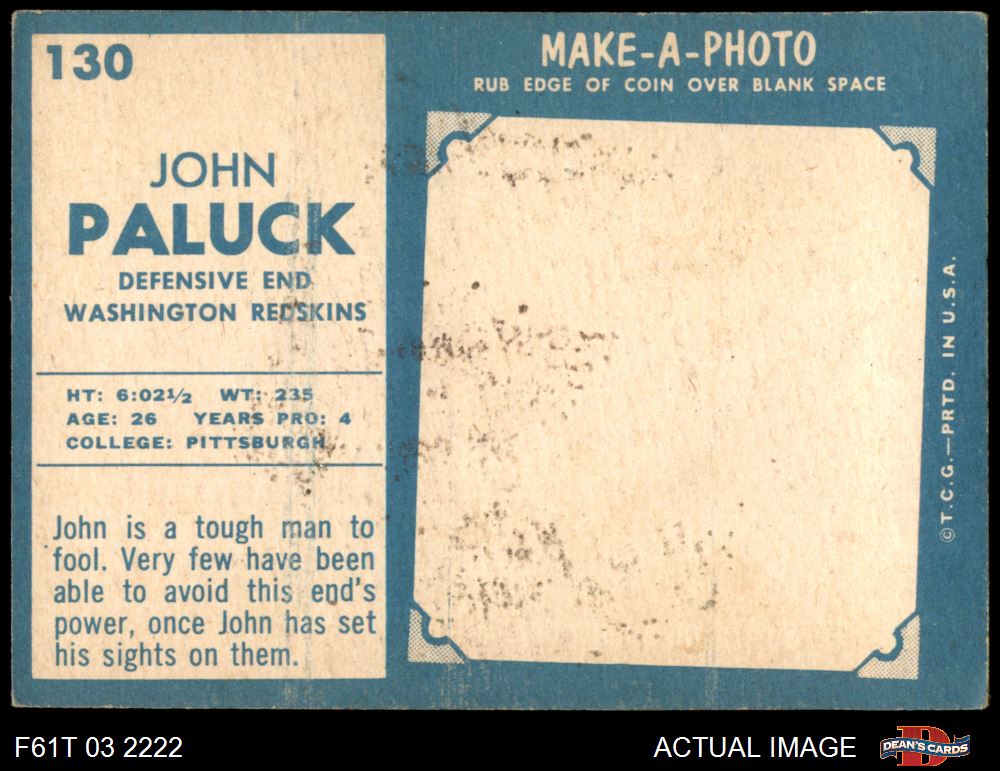 130
JOHN
PALUCK
DEFENSIVE END
WASHINGTON REDSKINS
HT: 6:02½ WT: 235
AGE: 26 YEARS PRO: 4
COLLEGE: PITTSBURGH
John is a tough man to
fool. Very few have been
able to avoid this end's
power, once John has set
his sights on them.
MAKE-A-PHOTO
RUB EDGE OF COIN OVER BLANK SPACE
©T.C.G.—PRTD. IN U.S.A.
F61T 03 2222
ACTUAL IMAGE
DEAN'S CARDS